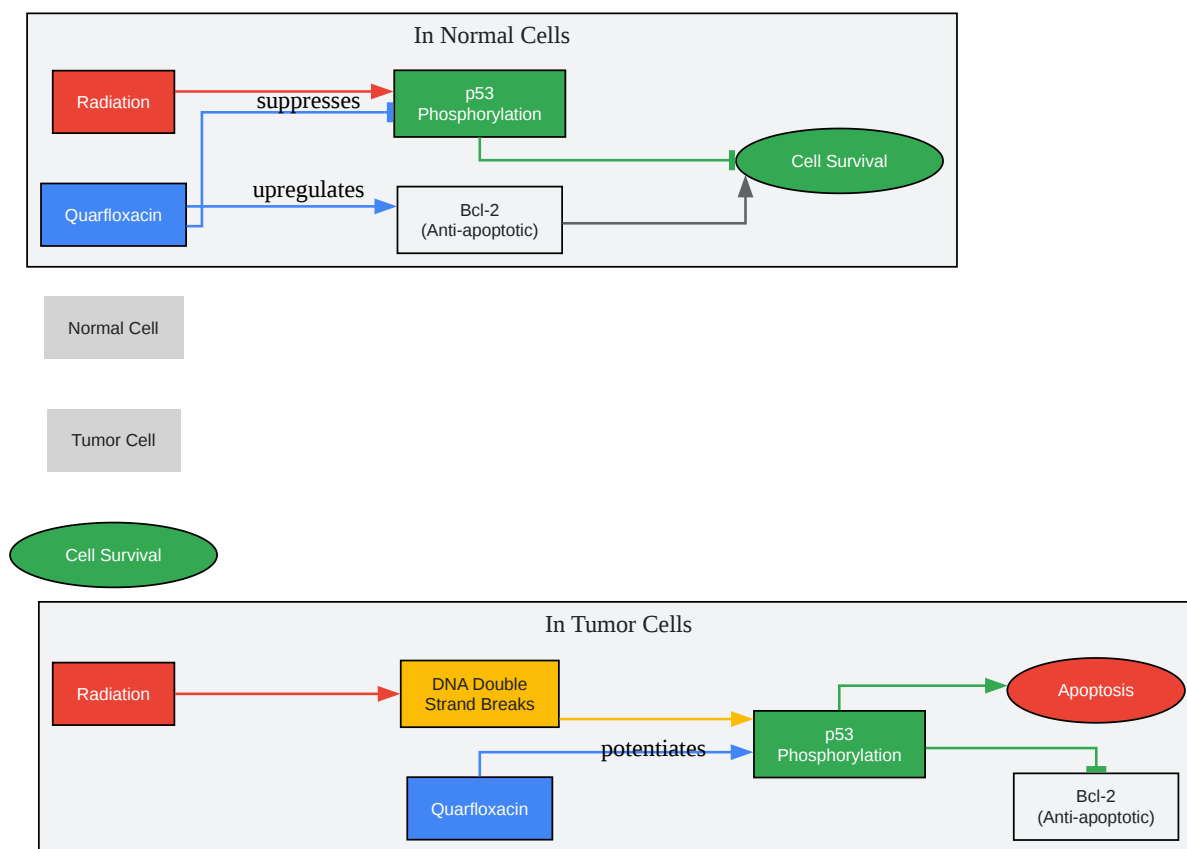 In Normal Cells
Radiation
suppresses
p53
Phosphorylation
Cell Survival
Quarfloxacin
upregulates
Bcl-2
(Anti-apoptotic)
Normal Cell
Tumor Cell
Cell Survival
In Tumor Cells
Radiation
DNA Double
Strand Breaks
Apoptosis
potentiates
p53
Phosphorylation
Quarfloxacin
Bcl-2
(Anti-apoptotic)